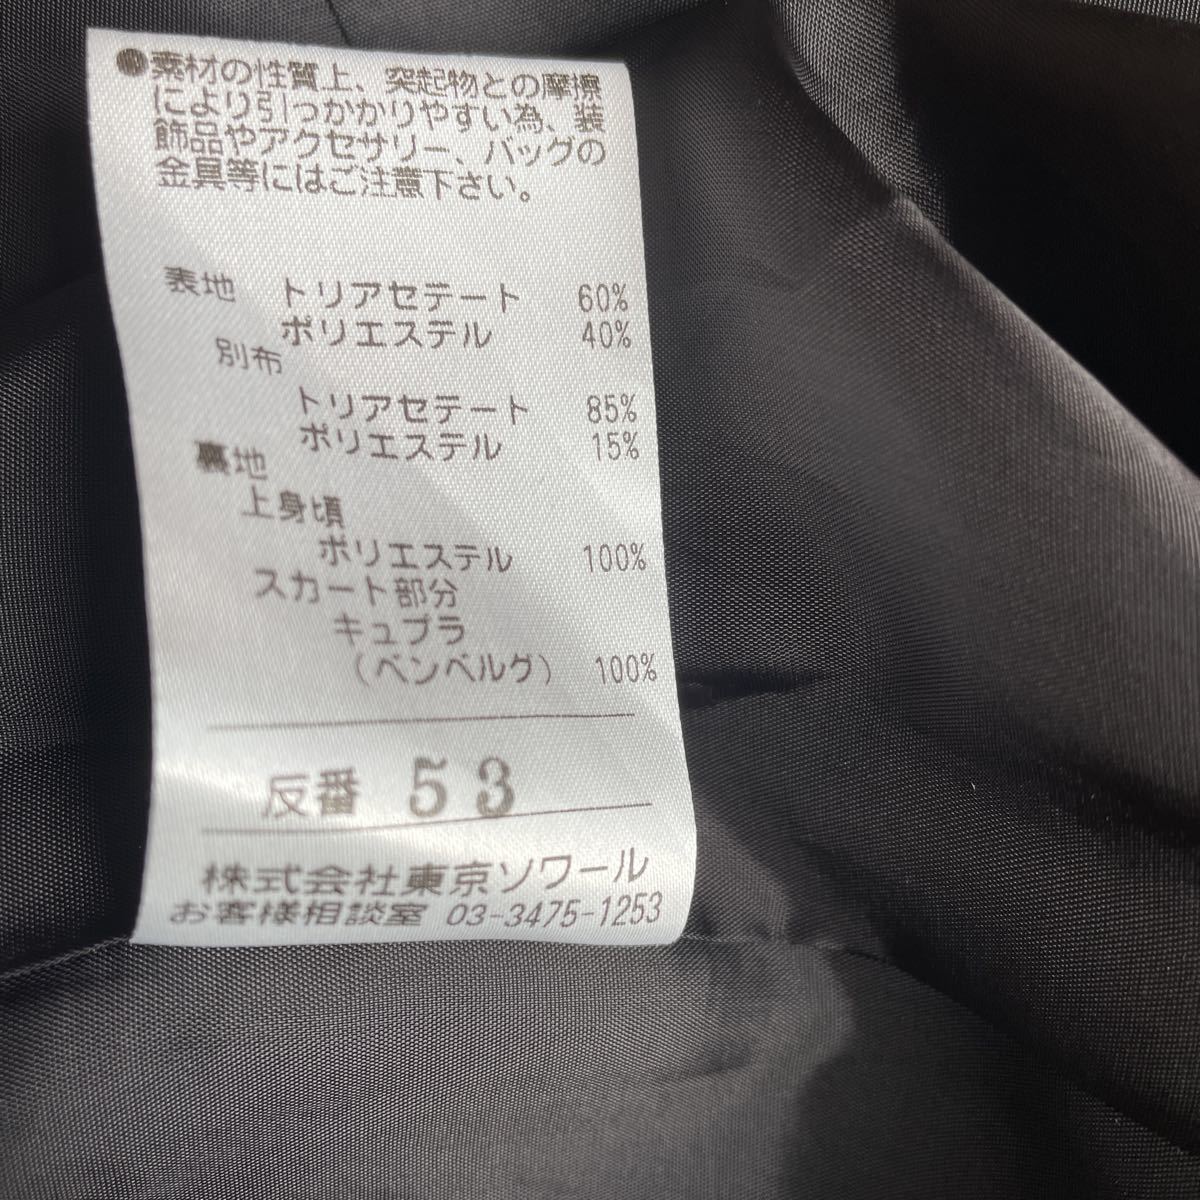 ●素材の性質上、突起物との摩擦
により引っかかりやすい為、装
飾品やアクセサリー、バッグの
金具等にはご注意下さい。
表地 トリアセテート 60%
ポリエステル 40%
別布
トリアセテート 85%
ポリエステル 15%
裏地
上身頃
ポリエステル 100%
スカート部分
キュプラ
(ベンベルグ) 100%
反番 53
株式会社東京ソワール
お客様相談室 03-3475-1253